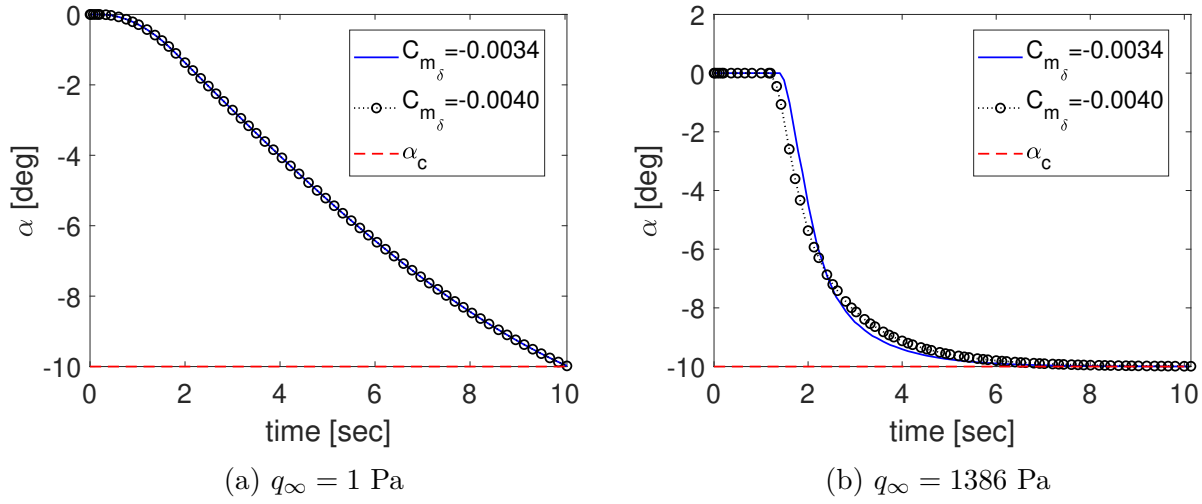 0
-2
-4
-6
-8
-10
α [deg]
0 2 4 6 8 10
time [sec]
C_{m_δ}=-0.0034
C_{m_δ}=-0.0040
α_c
(a) q_∞ = 1 Pa
2
0
-2
-4
-6
-8
-10
α [deg]
0 2 4 6 8 10
time [sec]
C_{m_δ}=-0.0034
C_{m_δ}=-0.0040
α_c
(b) q_∞ = 1386 Pa